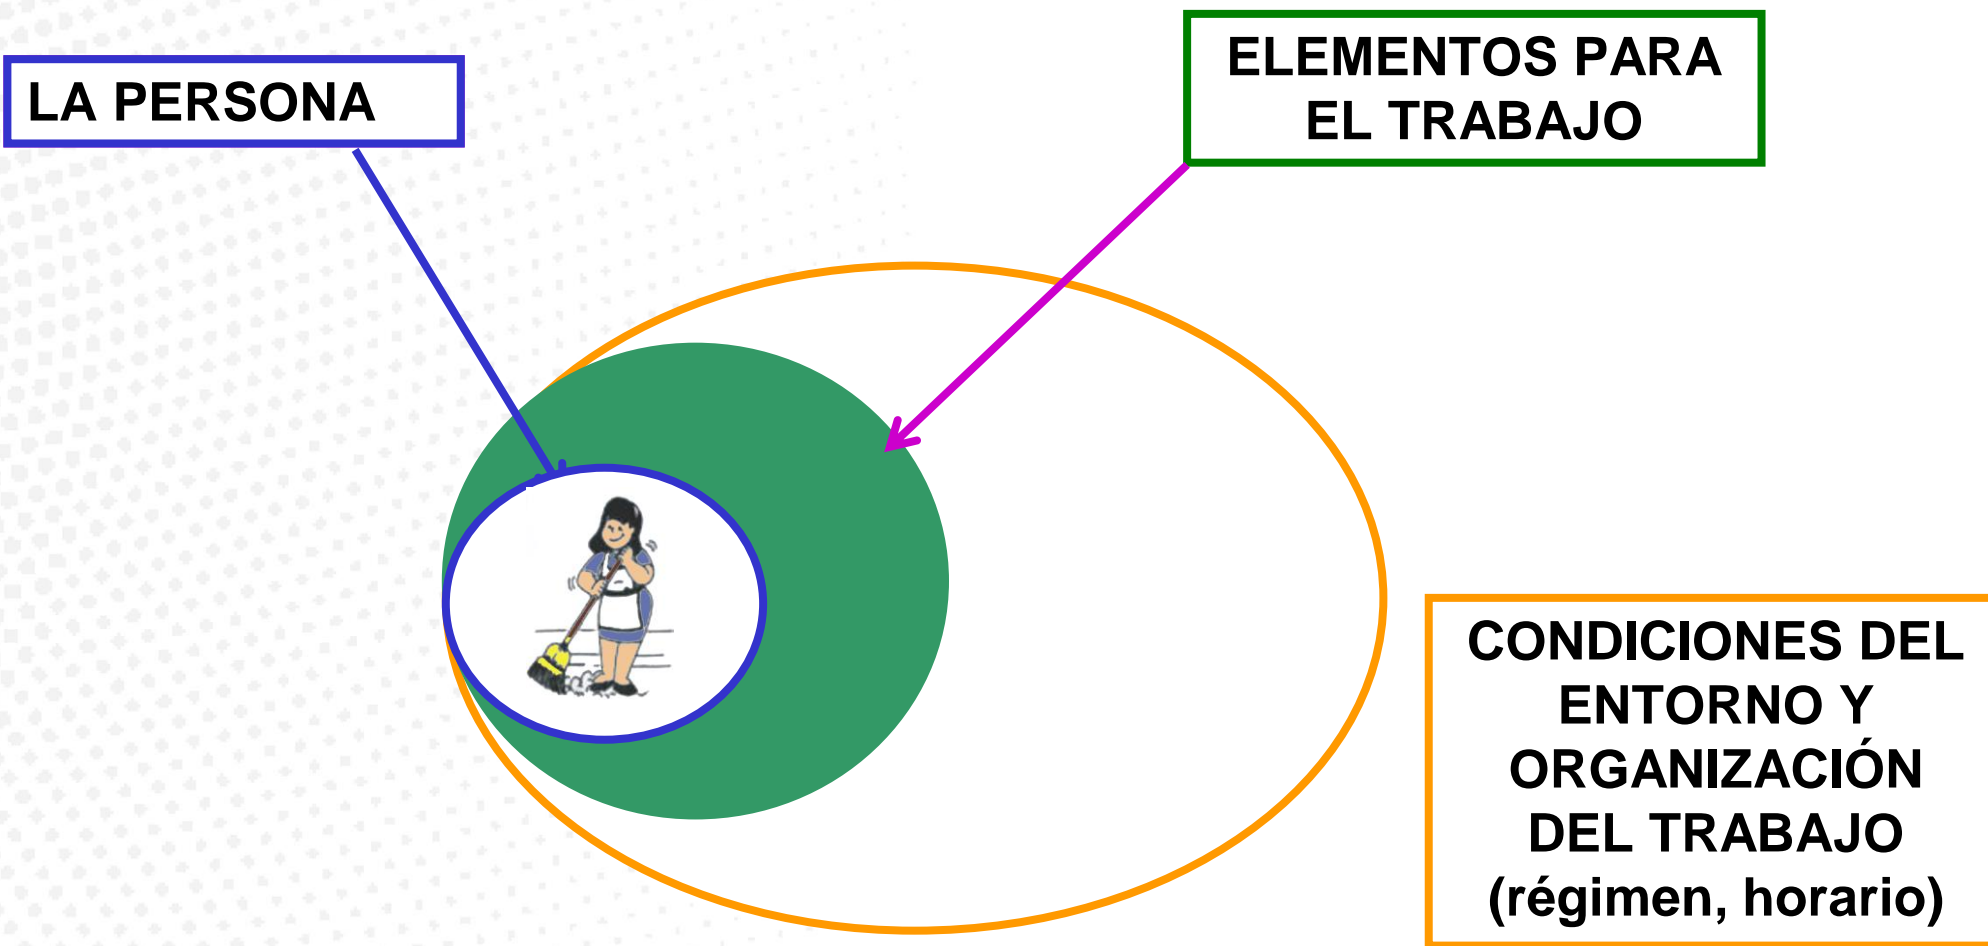 LA PERSONA
ELEMENTOS PARA
EL TRABAJO
CONDICIONES DEL
ENTORNO Y
ORGANIZACIÓN
DEL TRABAJO
(régimen, horario)